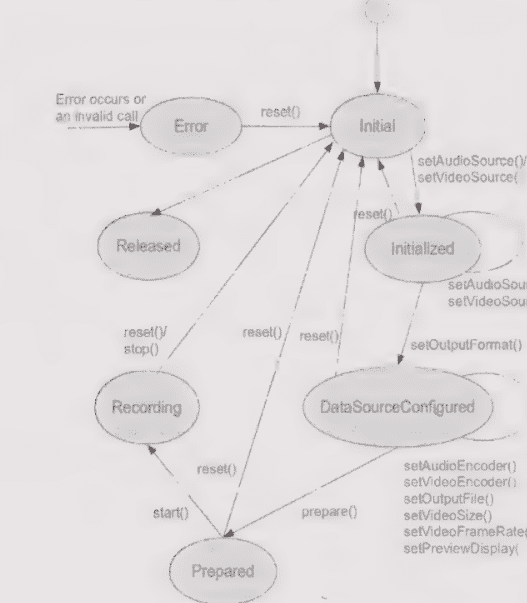 Error occurs or
an invalid call
Error
reset()
Initial
setAudioSource()/
setVideoSource(
reset()
Released
Initialized
setAudioSour
setVideoSour
reset()/
stop()
reset()
reset()
setOutputFormat()
Recording
DataSourceConfigured
reset()
setAudioEncoder()
setVideoEncoder()
setOutputFile()
setVideoSize()
setVideoFrameRate(
setPreviewDisplay(
start()
prepare()
Prepared